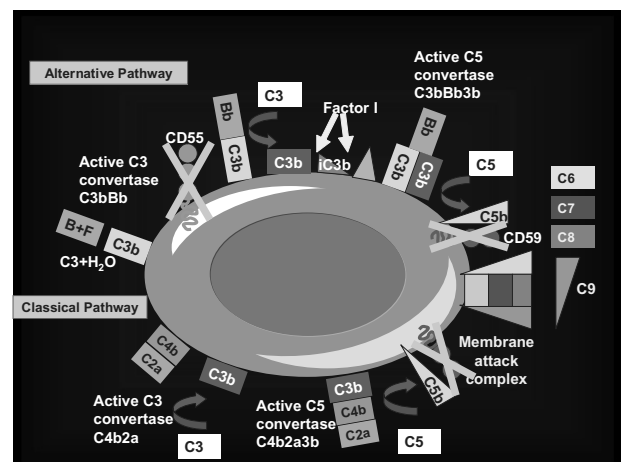 Alternative Pathway
Active C5
convertase
C3bBb3b
C3
Factor I
Bb
Bb
CD55
C3b
C3b
iC3b
C3b
C3b
C5
C6
Active C3
convertase
C3bBb
C7
C5b
C8
B+F
C3b
CD59
C3+H2O
C9
Classical Pathway
Membrane
attack
complex
C4b
C2a
C3b
C3b
C5b
Active C3
convertase
C4b2a
Active C5
convertase
C4b2a3b
C4b
C2a
C3
C5